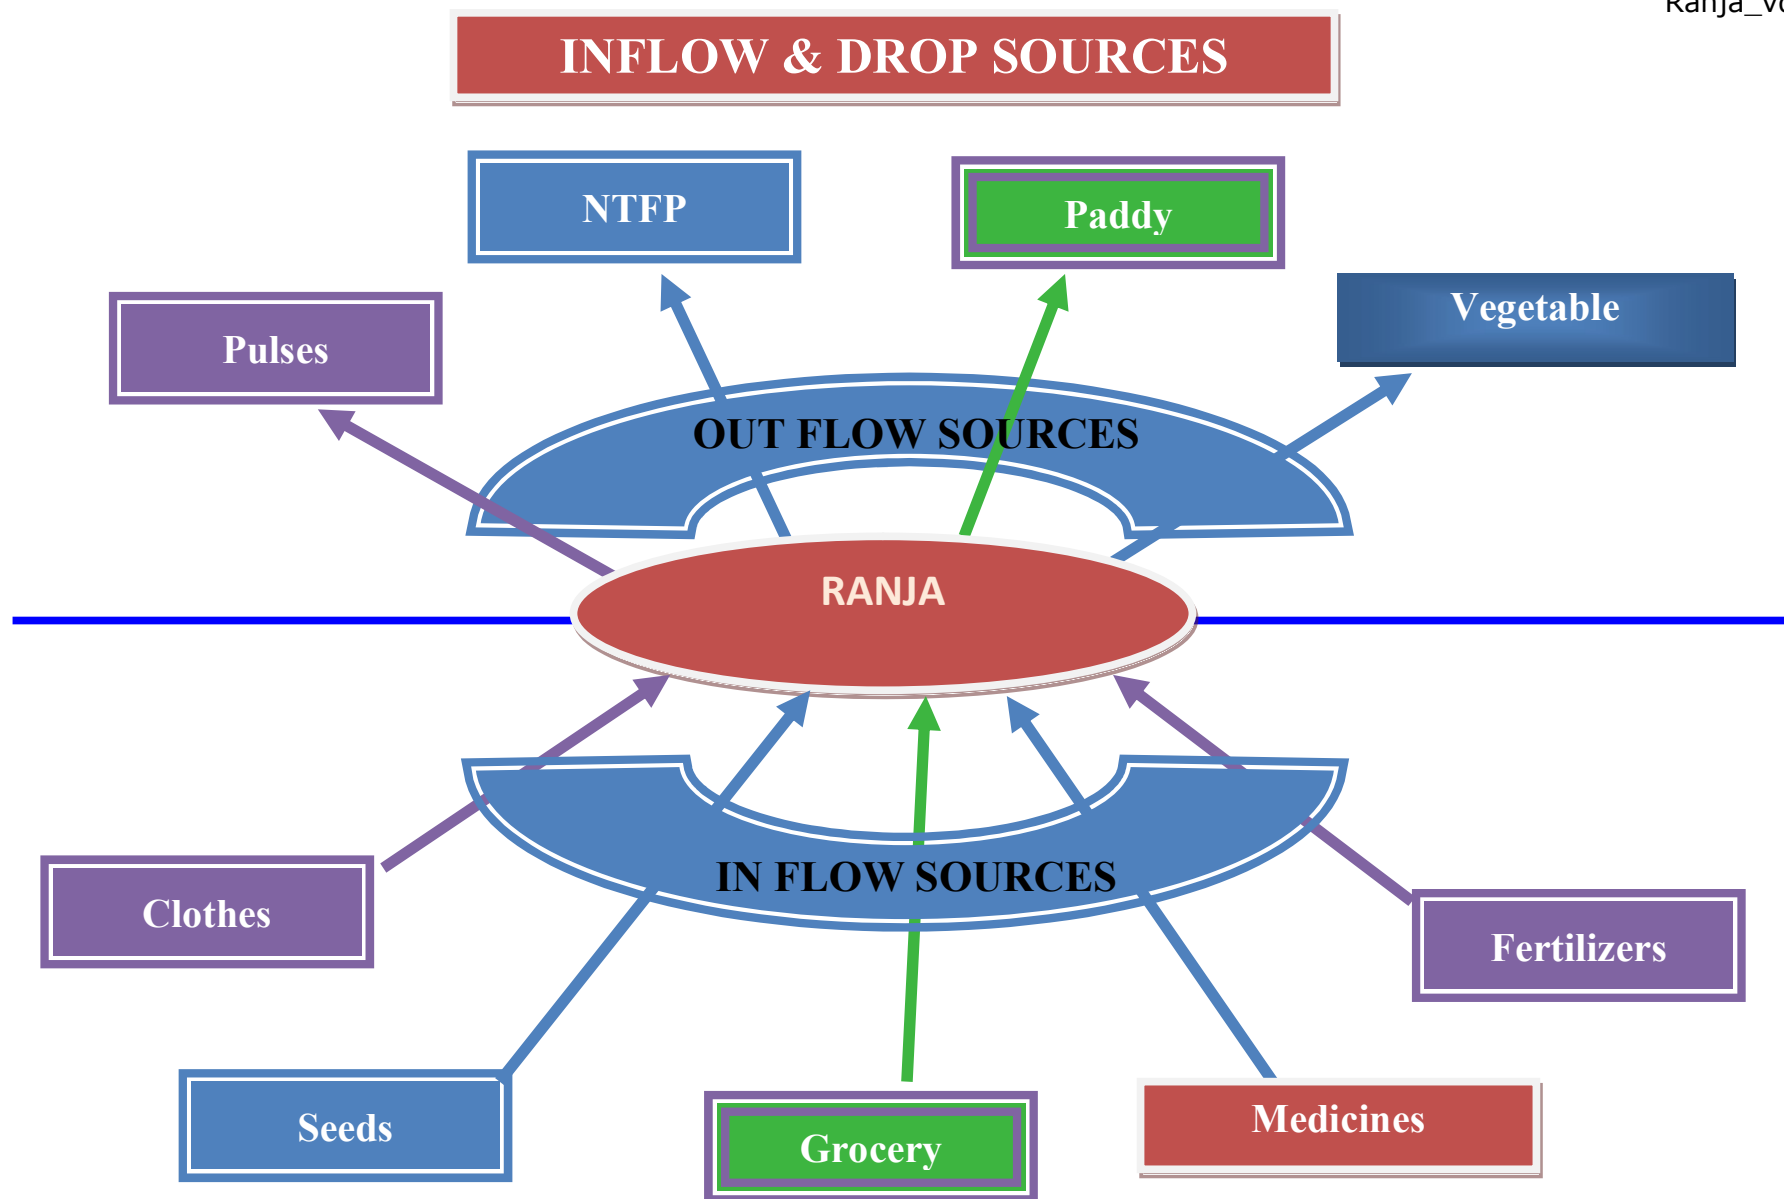 INFLOW & DROP SOURCES
NTFP
Paddy
Vegetable
Pulses
OUT FLOW SOURCES
RANJA
IN FLOW SOURCES
Clothes
Fertilizers
Seeds
Grocery
Medicines